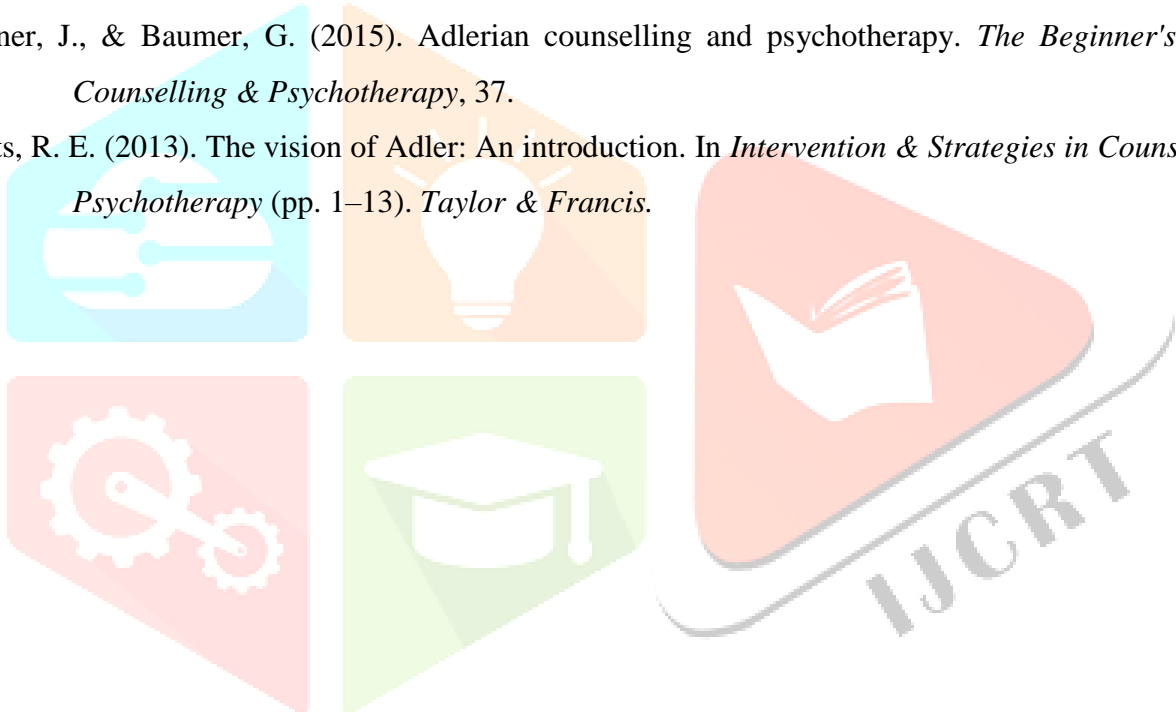 ner, J., & Baumer, G. (2015). Adlerian counselling and psychotherapy. The Beginner's
Counselling & Psychotherapy, 37.
ts, R. E. (2013). The vision of Adler: An introduction. In Intervention & Strategies in Couns
Psychotherapy (pp. 1–13). Taylor & Francis.
IJCRT